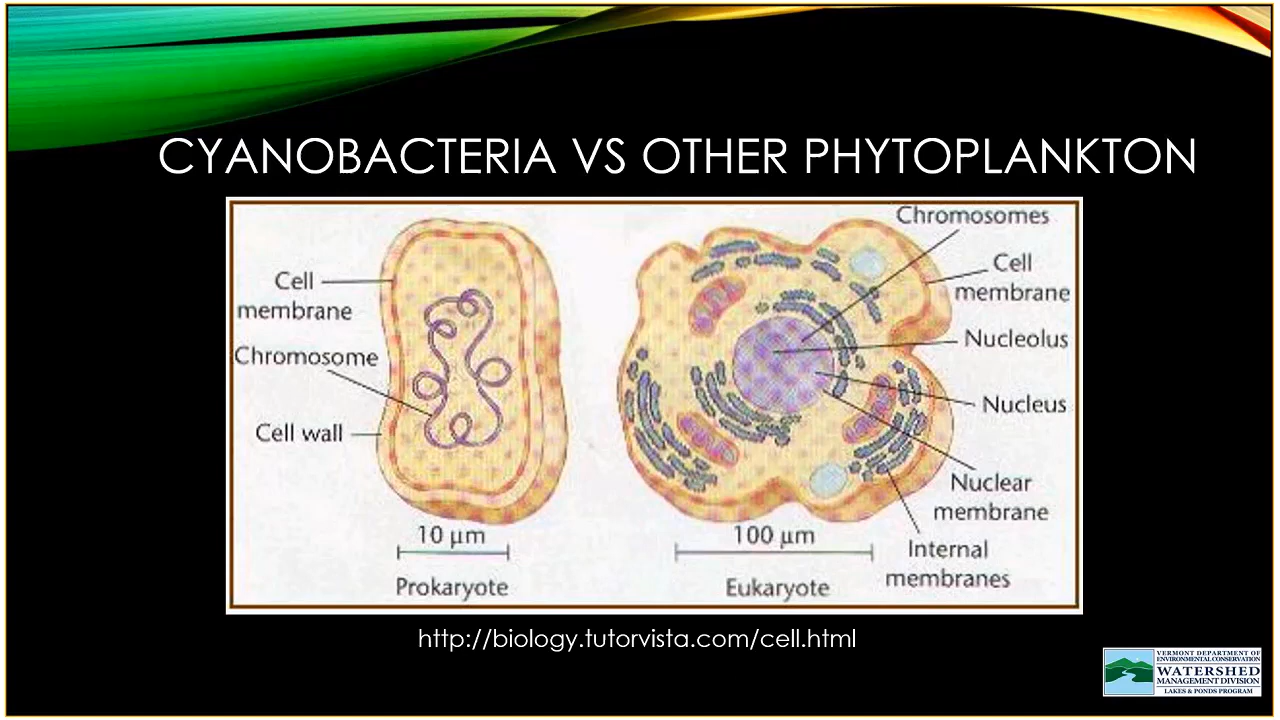 CYANOBACTERIA VS OTHER PHYTOPLANKTON
Cell
membrane
Chromosome
Cell wall
10 µm
Prokaryote
Chromosomes
Cell
membrane
Nucleolus
Nucleus
Nuclear
membrane
Internal
membranes
100 µm
Eukaryote
http://biology.tutorvista.com/cell.html
VERMONT DEPARTMENT OF
ENVIRONMENTAL CONSERVATION
WATERSHED
MANAGEMENT DIVISION
LAKES & PONDS PROGRAM